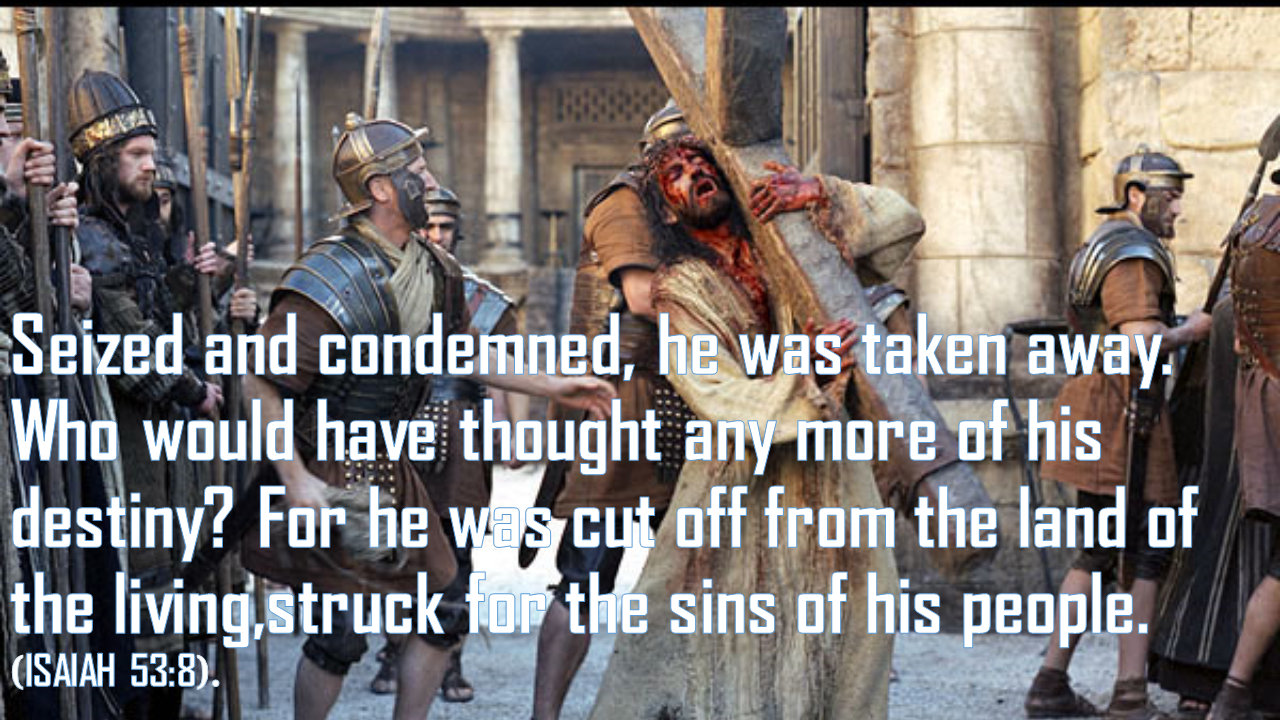 Seized and condemned, he was taken away.
Who would have thought any more of his
destiny? For he was cut off from the land of
the living,struck for the sins of his people.
(ISAIAH 53:8).